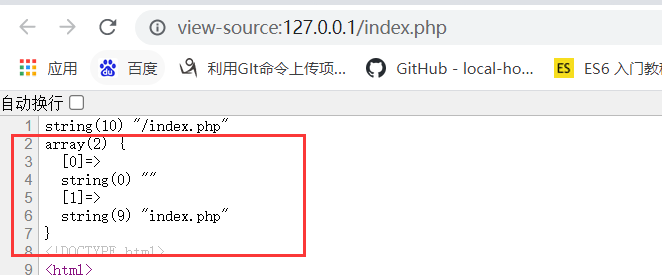 view-source:127.0.0.1/index.php
应用 百度 利用GIt命令上传项... GitHub - local-ho... ES ES6 入门教
自动换行
1 string(10) "/index.php"
2 array(2) {
3 [0]=>
4 string(0) ""
5 [1]=>
6 string(9) "index.php"
7 }
8 <!DOCTYPE html>
9 <html>